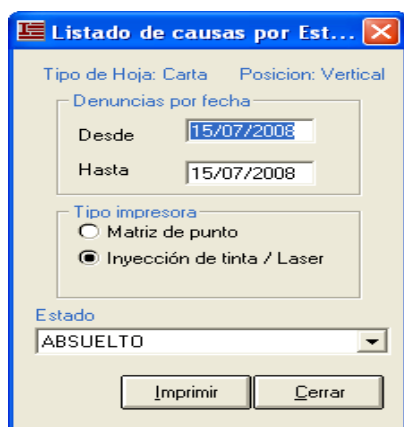 Listado de causas por Est...
Tipo de Hoja: Carta Posicion: Vertical
Denuncias por fecha
Desde 15/07/2008
Hasta 15/07/2008
Tipo impresora
Matriz de punto
Inyección de tinta / Laser
Estado
ABSUELTO
Imprimir Cerrar